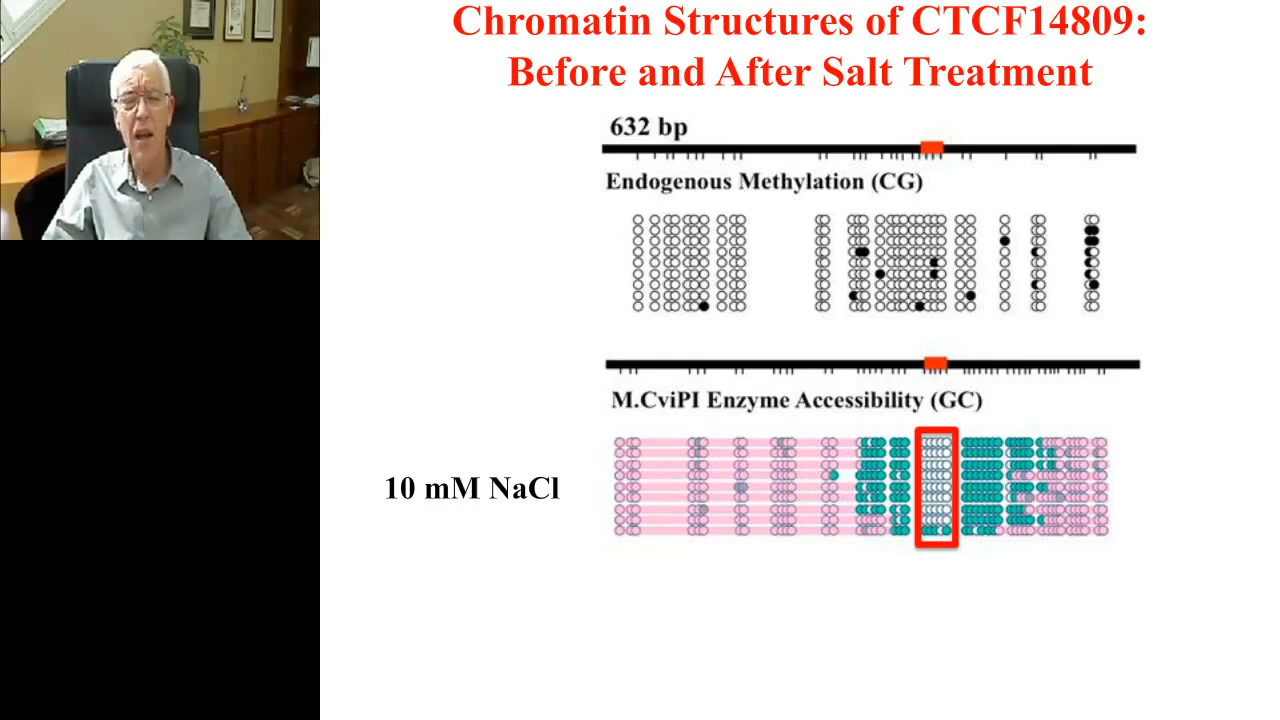 Chromatin Structures of CTCF14809:
Before and After Salt Treatment
632 bp
Endogenous Methylation (CG)
M.CviPI Enzyme Accessibility (GC)
10 mM NaCl